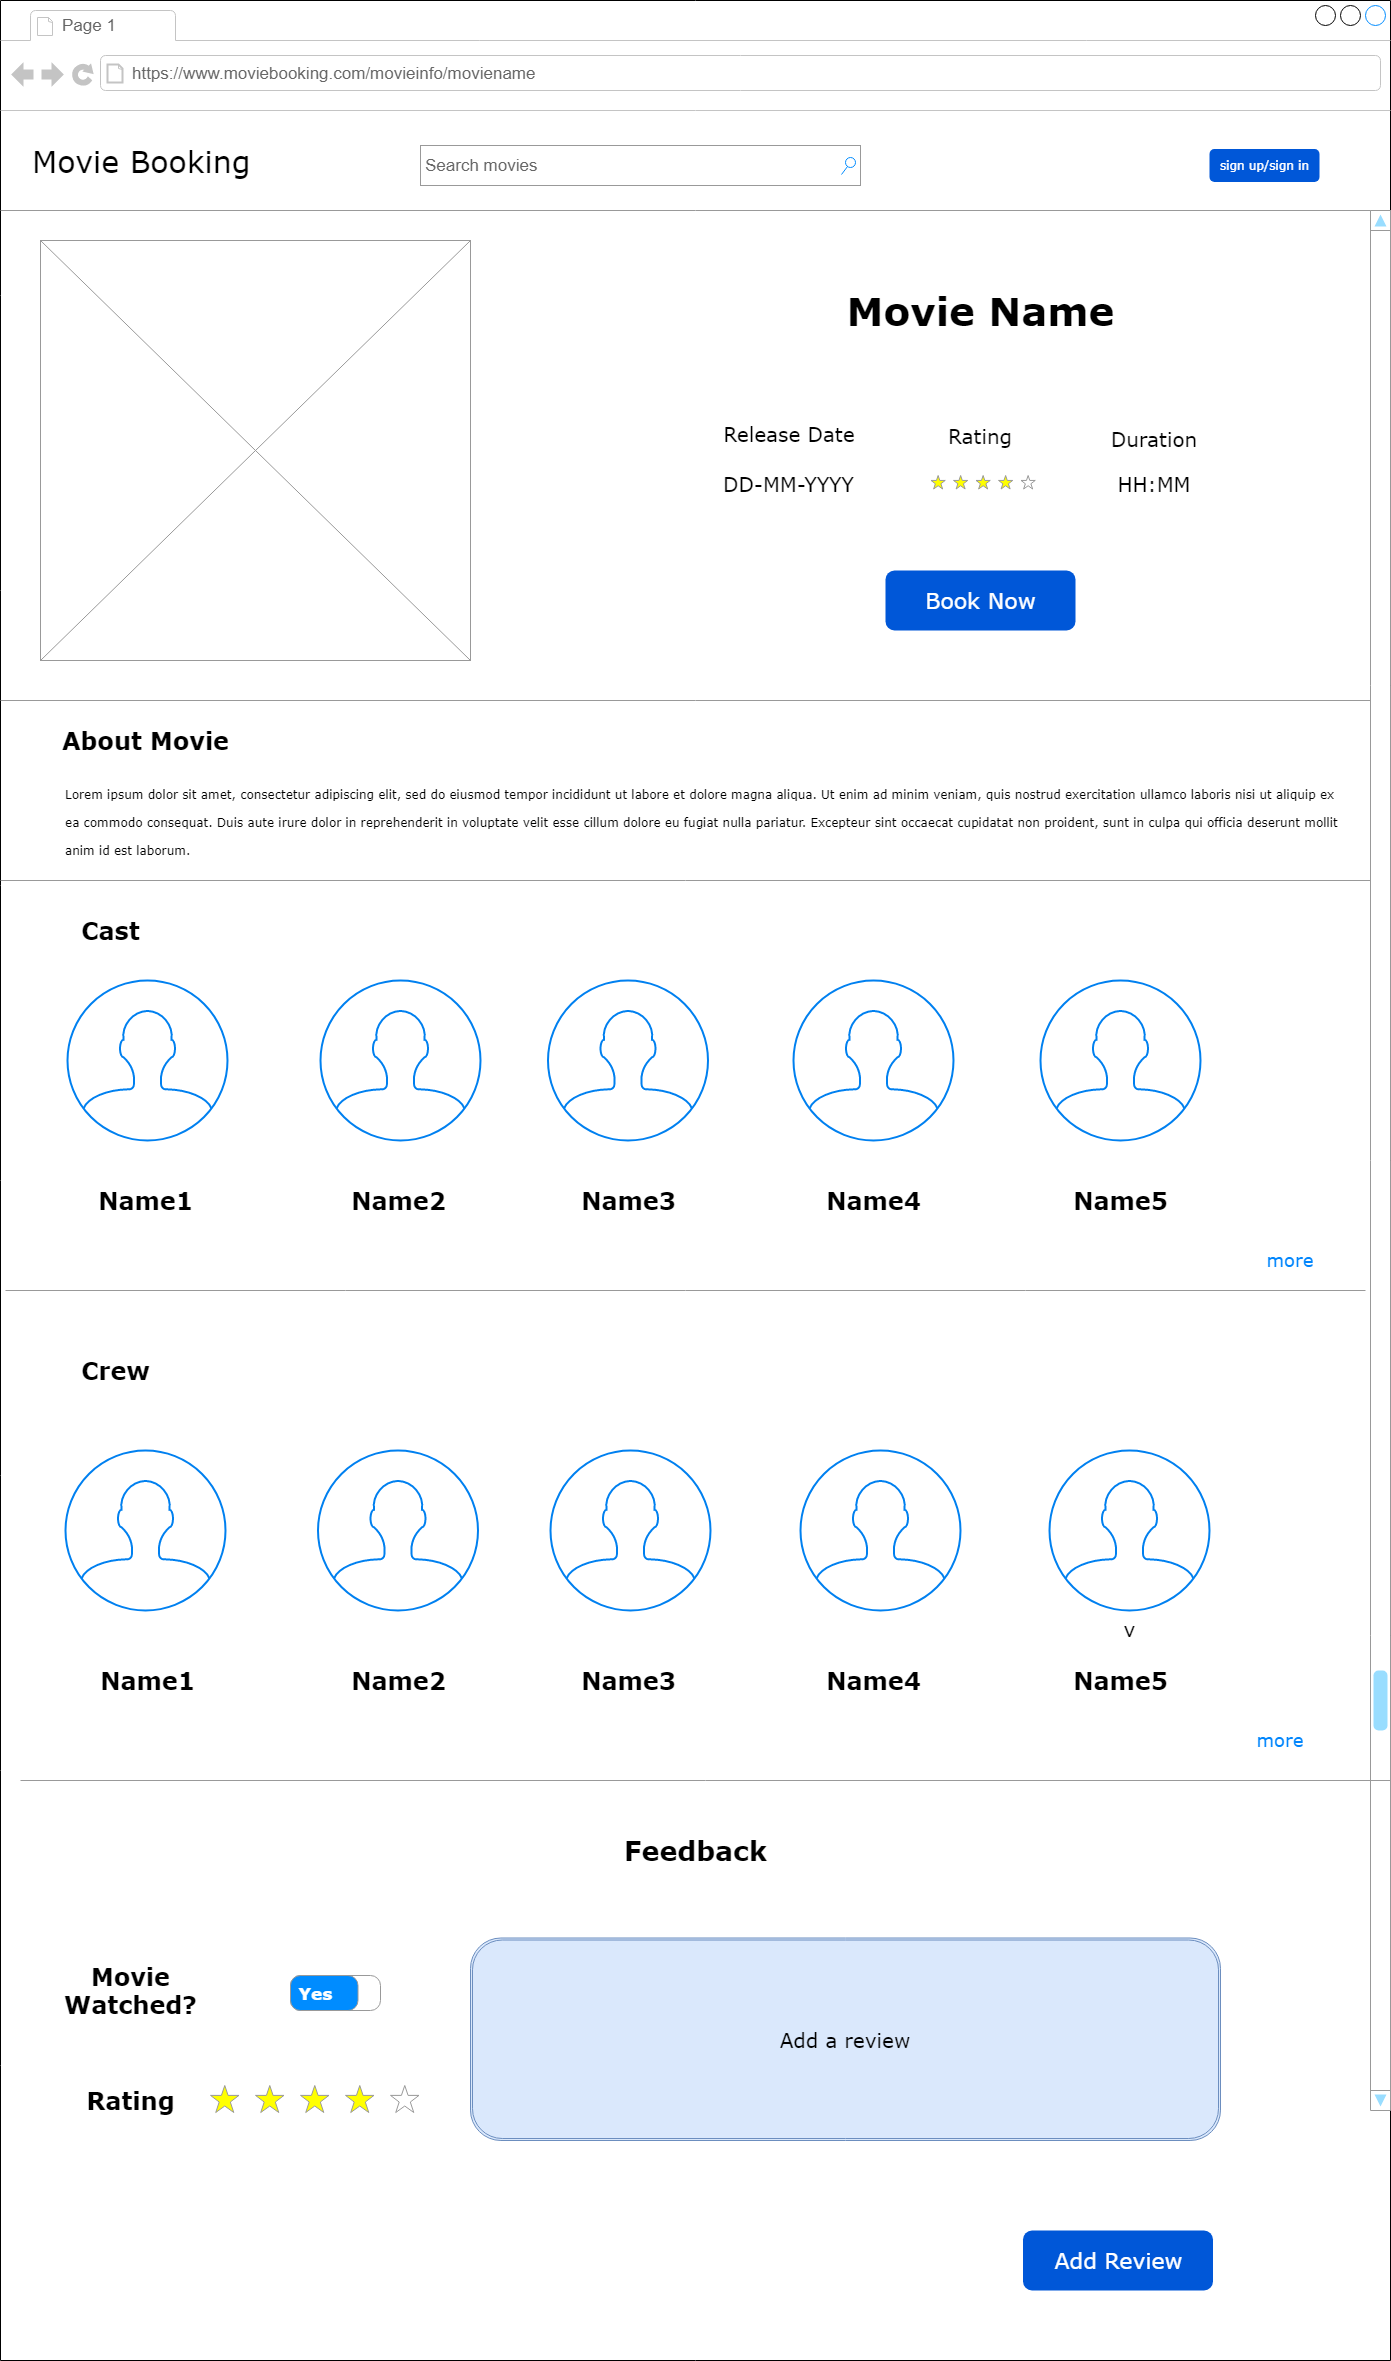 Page 1
https://www.moviebooking.com/movieinfo/moviename
Movie Booking
Search movies
sign up/sign in
Movie Name
Release Date
Rating
Duration
DD-MM-YYYY
HH:MM
Book Now
About Movie
Lorem ipsum dolor sit amet, consectetur adipiscing elit, sed do eiusmod tempor incididunt ut labore et dolore magna aliqua. Ut enim ad minim veniam, quis nostrud exercitation ullamco laboris nisi ut aliquip ex
ea commodo consequat. Duis aute irure dolor in reprehenderit in voluptate velit esse cillum dolore eu fugiat nulla pariatur. Excepteur sint occaecat cupidatat non proident, sunt in culpa qui officia deserunt mollit
anim id est laborum.
Cast
Name1
Name2
Name3
Name4
Name5
more
Crew
v
Name1
Name2
Name3
Name4
Name5
more
Feedback
Movie
Watched?
Yes
Add a review
Rating
Add Review